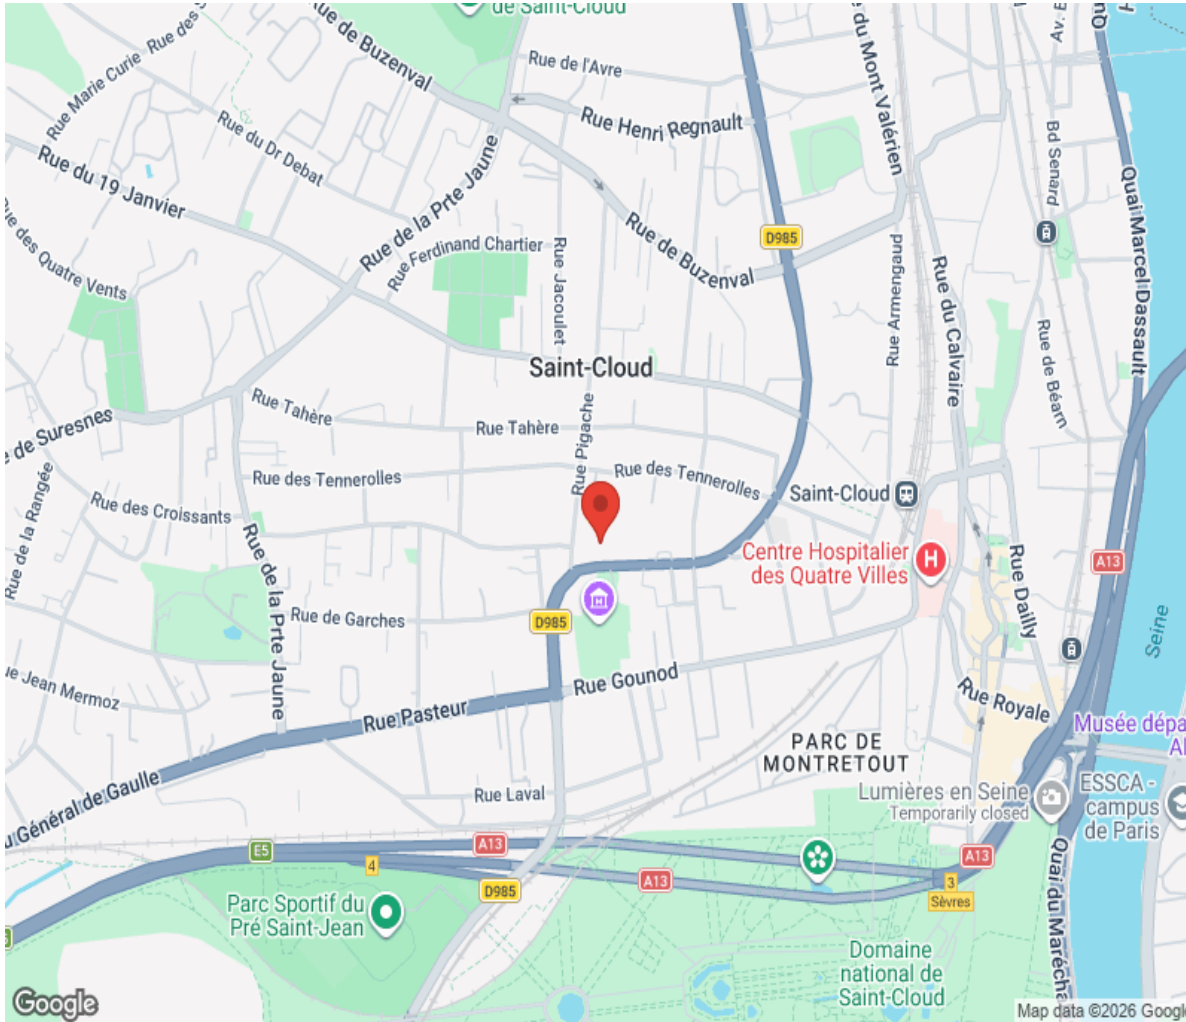 de Saint-Cloud
Rue de Buzenval
Rue de l'Avre
Rue Marie Curie
Rue des
Rue Henri Regnault
Rue du Dr Debat
Rue du 19 Janvier
Rue de la Prte Jaune
e du Mont Valérien
Av. E
Bd Senard
Quai Marcel Dassault
Rue des Quatre Vents
Rue Ferdinand Chartier
Rue Jacoulet
Rue de Buzenval
D985
Rue Armengaud
Rue du Calvaire
Rue de Béarn
Saint-Cloud
Rue Pigache
e de Suresnes
Rue Tahère
Rue Tahère
Rue de la Rangée
Rue des Tennerolles
Rue des Tennerolles
Rue des Croissants
Saint-Cloud
Centre Hospitalier
des Quatre Villes
H
A13
Rue Dailly
Seine
Rue de la Prte Jaune
Rue de Garches
D985
ue Jean Mermoz
Rue Gounod
Rue Pasteur
Rue Royale
Musée dépa
Al
PARC DE
MONTRETOUT
Lumières en Seine
Temporarily closed
ESSCA -
campus
de Paris
u Général de Gaulle
Rue Laval
E5
A13
4
D985
A13
A13
3
Sèvres
Quai du Marécha
Parc Sportif du
Pré Saint-Jean
Domaine
national de
Saint-Cloud
Google
Map data ©2026 Google